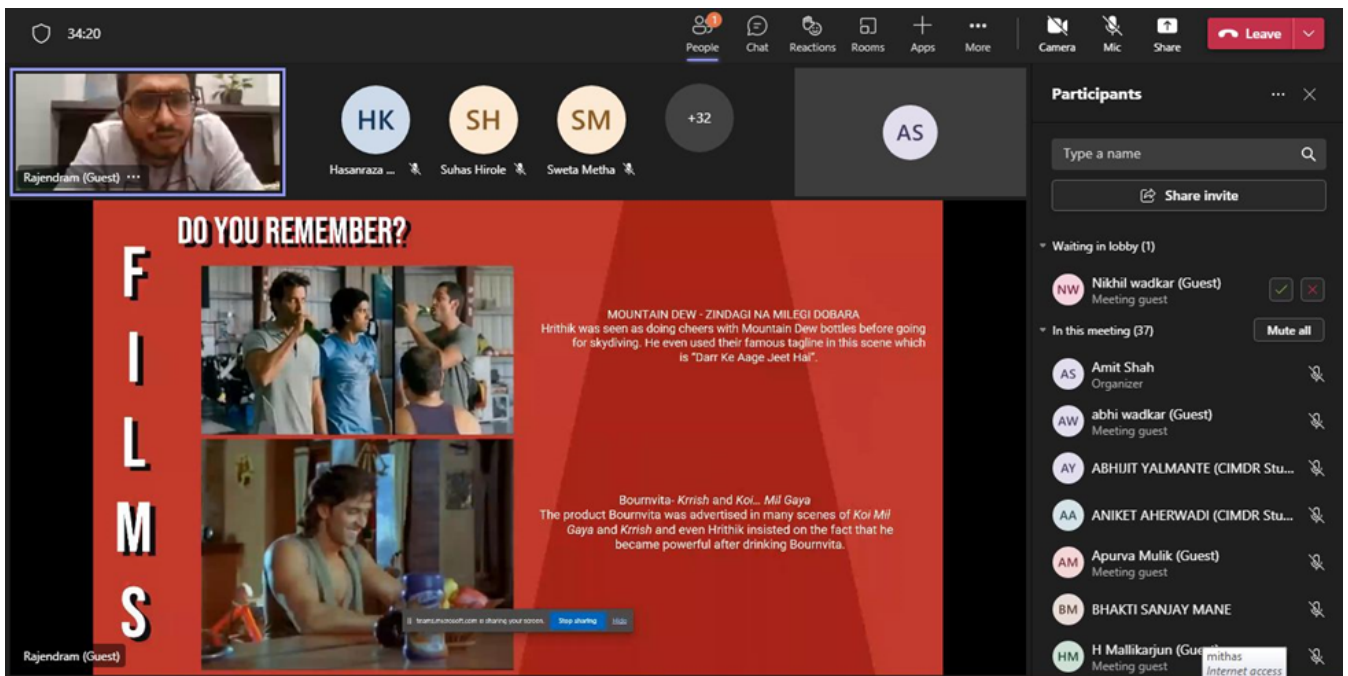 34:20
People
1
Chat
Reactions
Rooms
Apps
More
Camera
Mic
Share
Leave
Rajendram (Guest) ...
HK
Hasanraza ...
SH
Suhas Hirole
SM
Sweta Metha
+32
AS
DO YOU REMEMBER?
FILMS
MOUNTAIN DEW - ZINDAGI NA MILEGI DOBARA
Hrithik was seen as doing cheers with Mountain Dew bottles before going
for skydiving. He even used their famous tagline in this scene which
is "Darr Ke Aage Jeet Hai".
Bournvita- Krrish and Koi... Mil Gaya
The product Bournvita was advertised in many scenes of Koi Mil
Gaya and Krrish and even Hrithik insisted on the fact that he
became powerful after drinking Bournvita.
teams.microsoft.com is sharing your screen.
Stop sharing
Hide
Rajendram (Guest)
Participants
Type a name
Share invite
Waiting in lobby (1)
NW
Nikhil wadkar (Guest)
Meeting guest
In this meeting (37)
Mute all
AS
Amit Shah
Organizer
AW
abhi wadkar (Guest)
Meeting guest
AY
ABHIJIT YALMANTE (CIMDR Stu...
AA
ANIKET AHERWADI (CIMDR Stu...
AM
Apurva Mulik (Guest)
Meeting guest
BM
BHAKTI SANJAY MANE
HM
H Mallikarjun (Gue
Meeting guest
mithas
Internet access